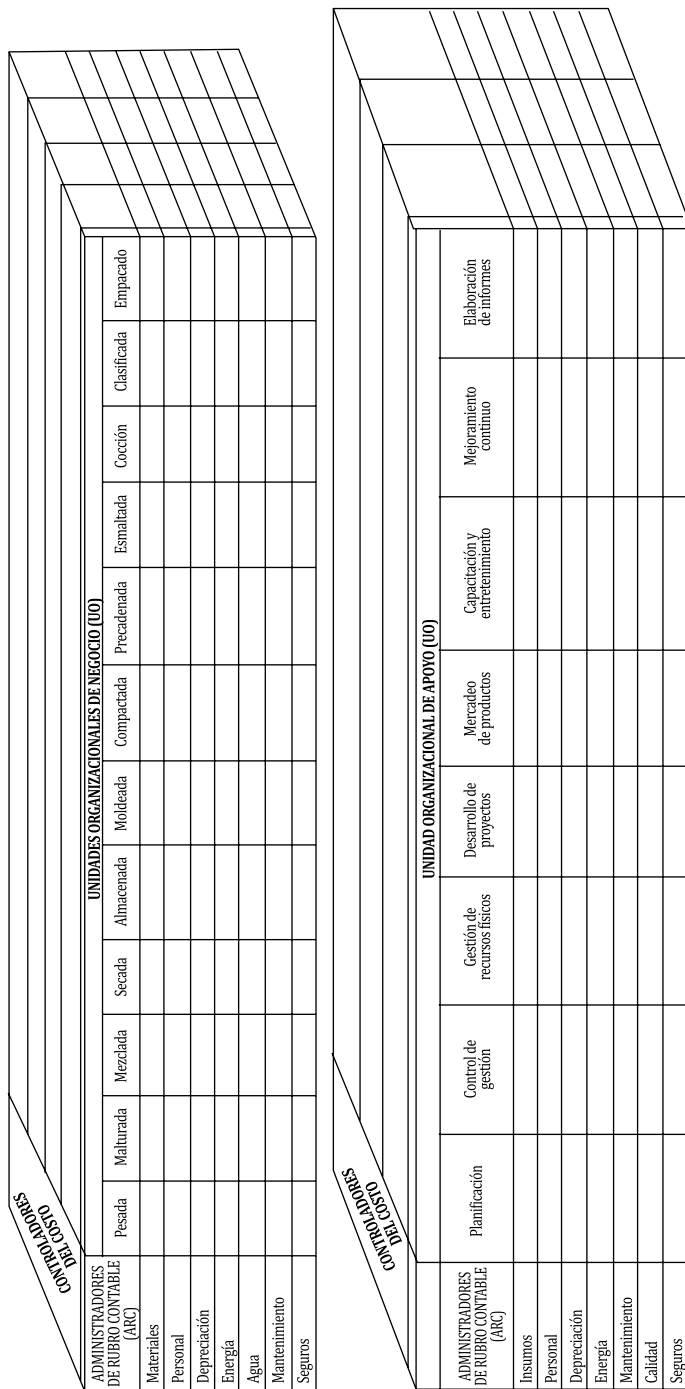 CONTROLADORES
DEL COSTO
UNIDADES ORGANIZACIONALES DE NEGOCIO (UO)
ADMINISTRADORES
DE RUBRO CONTABLE
(ARC)
Pesada
Malturada
Mezclada
Secada
Almacenada
Moldeada
Compactada
Precadenada
Esmaltada
Cocción
Clasificada
Empacado
Materiales
Personal
Depreciación
Energía
Agua
Mantenimiento
Seguros
CONTROLADORES
DEL COSTO
UNIDAD ORGANIZACIONAL DE APOYO (UO)
ADMINISTRADORES
DE RUBRO CONTABLE
(ARC)
Planificación
Control de
gestión
Gestión de
recursos físicos
Desarrollo de
proyectos
Mercadeo
de productos
Capacitación y
entretenimiento
Mejoramiento
continuo
Elaboración
de informes
Insumos
Personal
Depreciación
Energía
Mantenimiento
Calidad
Seguros